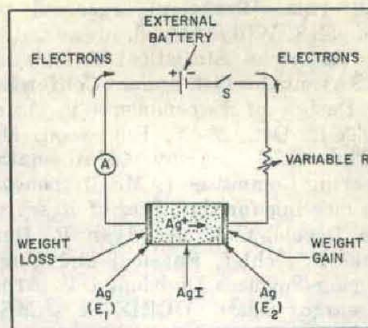 EXTERNAL
BATTERY
ELECTRONS
ELECTRONS
+
-
S
A
VARIABLE R
Ag+
WEIGHT
LOSS
WEIGHT
GAIN
Ag
(E₁)
AgI
Ag
(E₂)